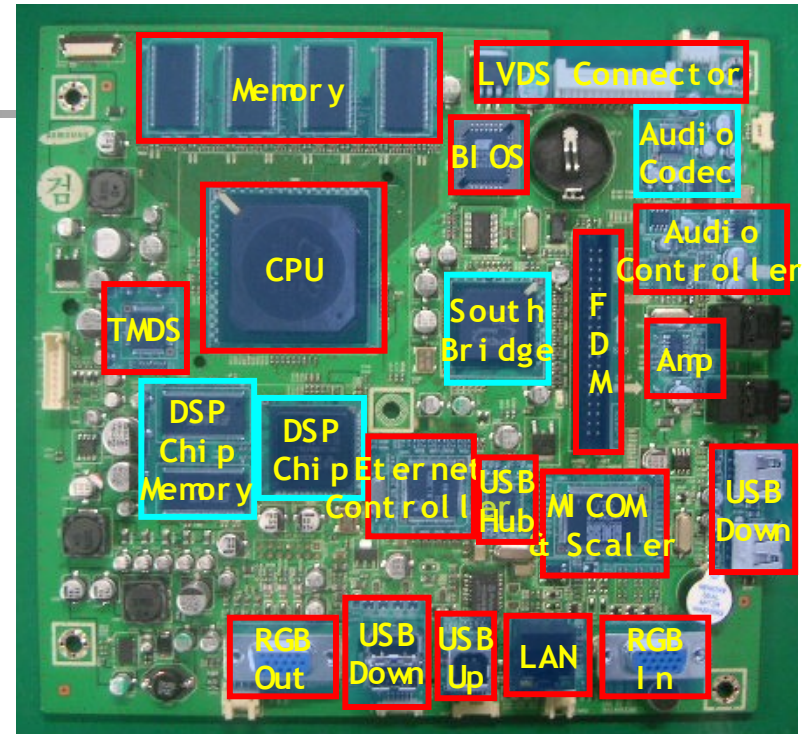 Memory
LVDS Connector
SAMSUNG
BIOS
Audio
Codec
검
CPU
Audio
Controller
South
Bridge
F
D
M
TMDS
Amp
DSP
Chip
Memory
DSP
Chip
Eternet
Controller
USB
Hub
MICOM
& Scaler
USB
Down
RGB
Out
USB
Down
USB
Up
LAN
RGB
In